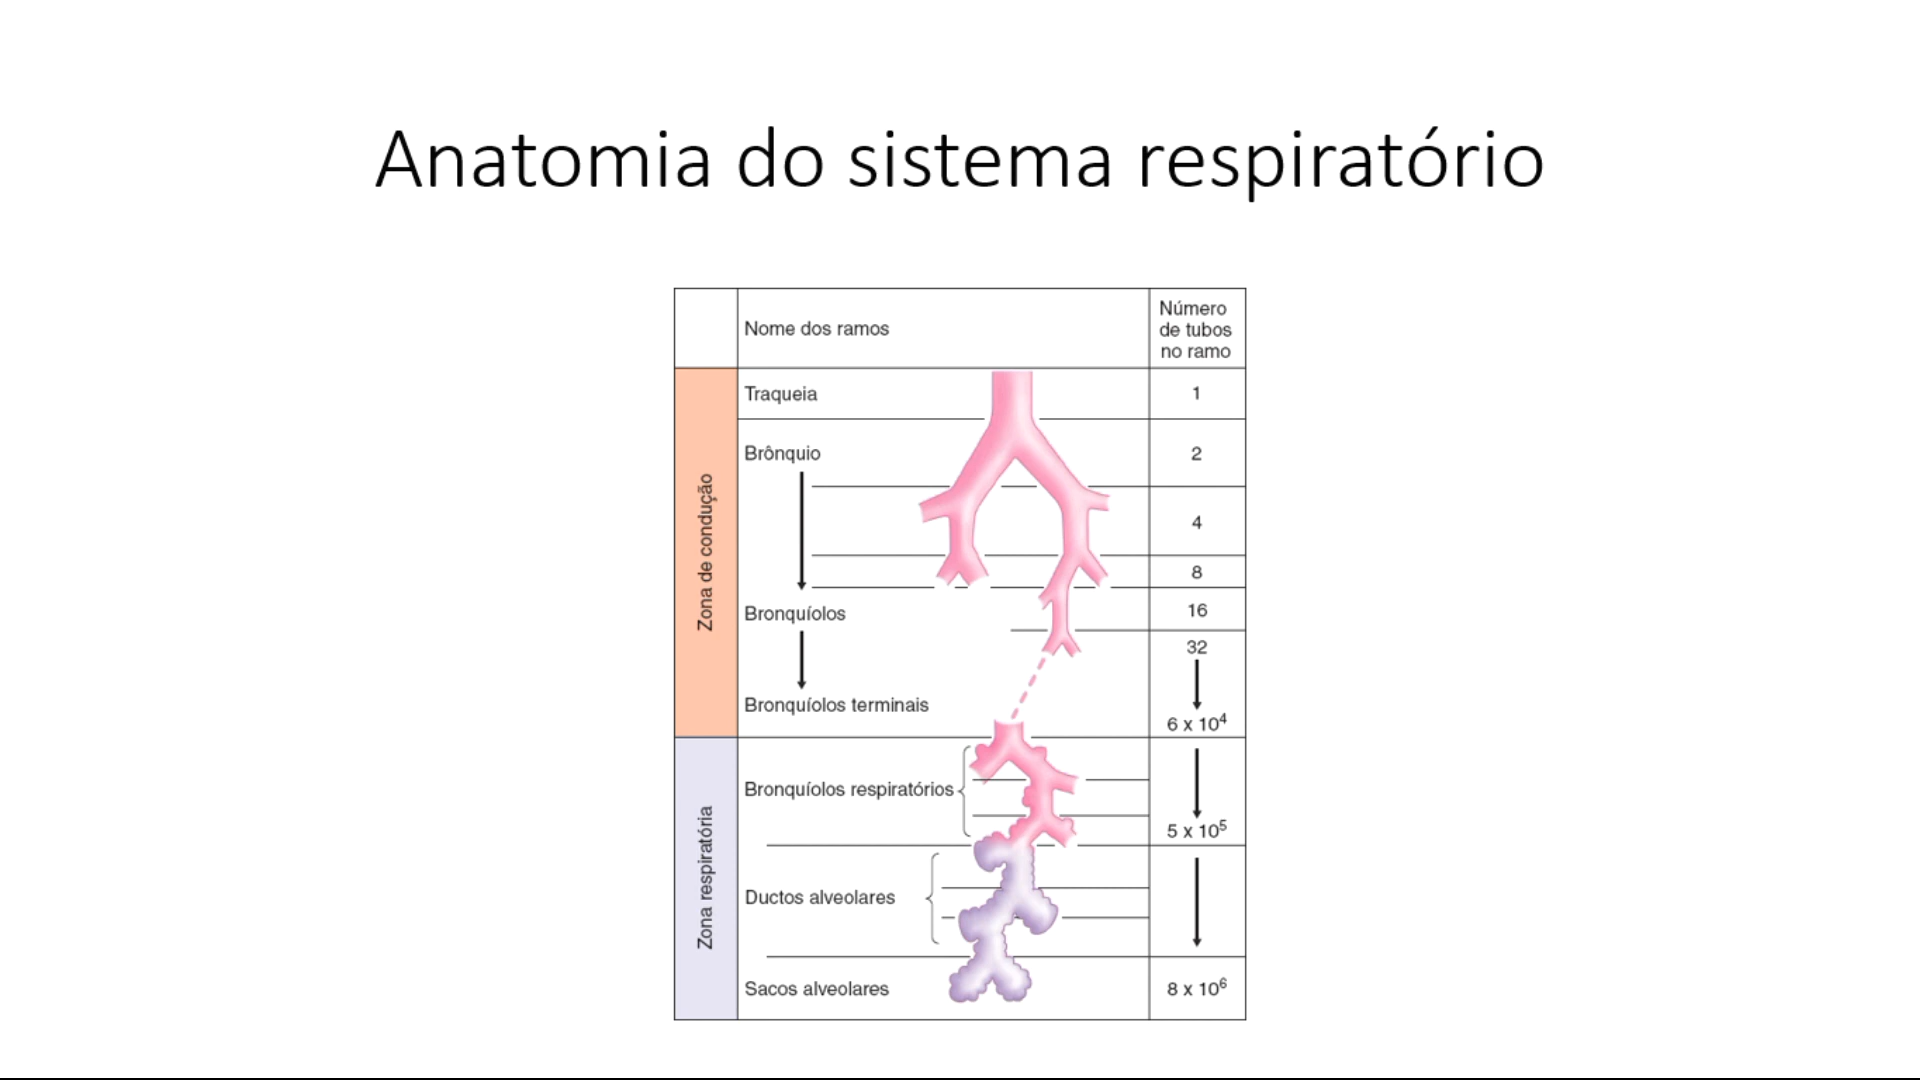 Anatomia do sistema respiratório
Nome dos ramos
Número
de tubos
no ramo
Zona de condução
Traqueia
1
Brônquio
2
4
8
Bronquíolos
16
32
Bronquíolos terminais
6 x 10⁴
Zona respiratória
Bronquíolos respiratórios
5 x 10⁵
Ductos alveolares
Sacos alveolares
8 x 10⁶